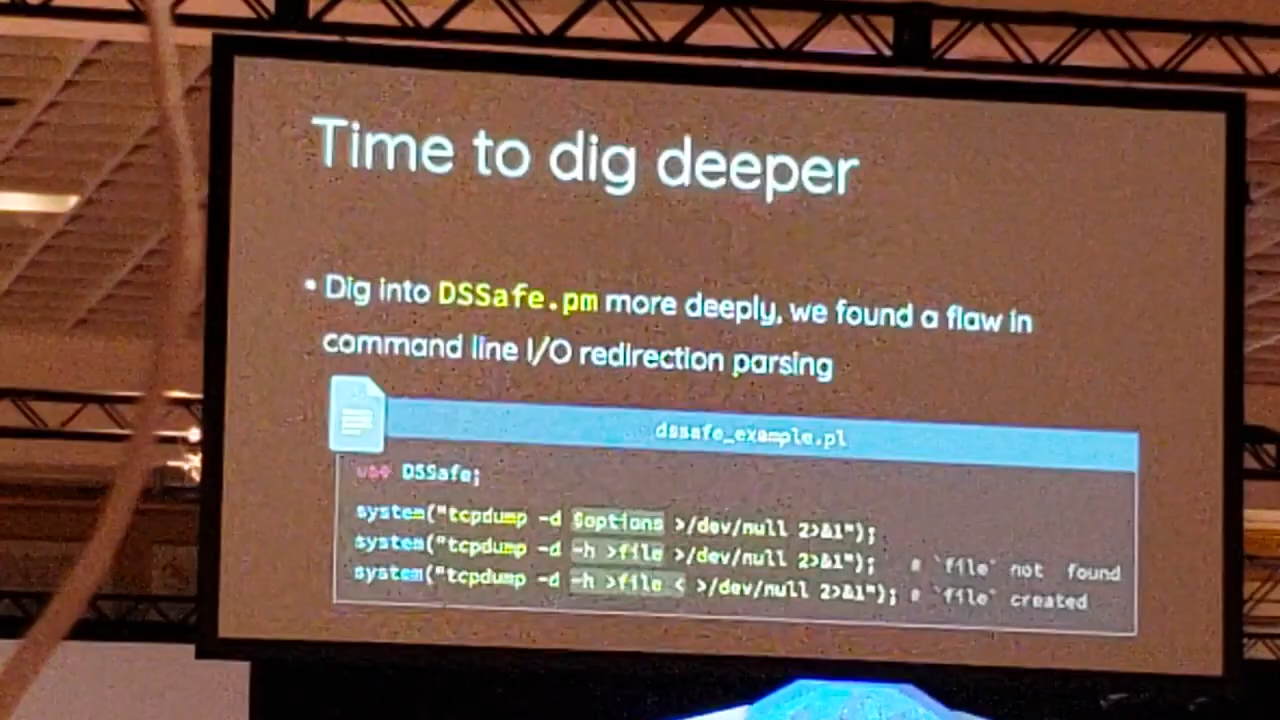 Time to dig deeper
• Dig into DSSafe.pm more deeply, we found a flaw in
command line I/O redirection parsing
dssafe_example.pl
use DSSafe;
system("tcpdump -d $options >/dev/null 2>&1");
system("tcpdump -d -h >file >/dev/null 2>&1"); # `file` not found
system("tcpdump -d -h >file < >/dev/null 2>&1"); # `file` created